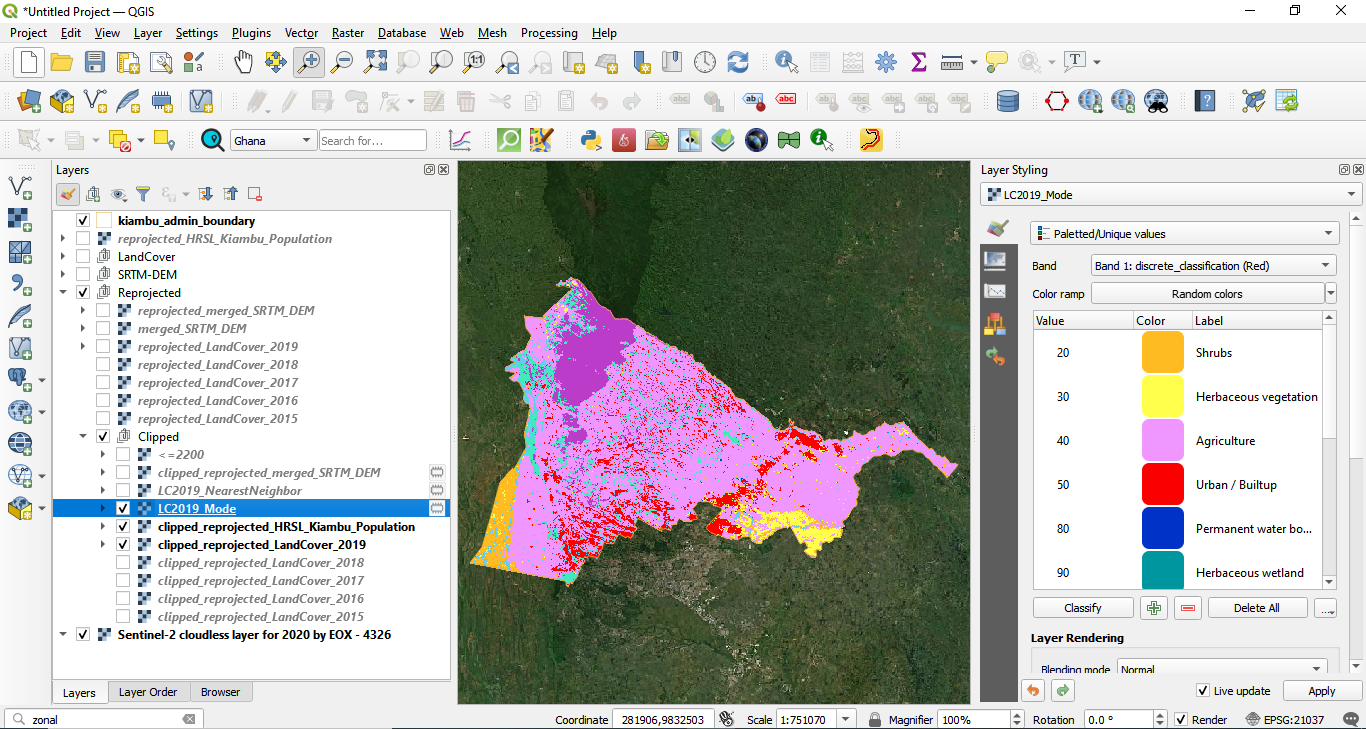 *Untitled Project — QGIS
Project Edit View Layer Settings Plugins Vector Raster Database Web Mesh Processing Help
Ghana
Search for...
Layers
kiambu_admin_boundary
reprojected_HRSL_Kiambu_Population
LandCover
SRTM-DEM
Reprojected
reprojected_merged_SRTM_DEM
merged_SRTM_DEM
reprojected_LandCover_2019
reprojected_LandCover_2018
reprojected_LandCover_2017
reprojected_LandCover_2016
reprojected_LandCover_2015
Clipped
<=2200
clipped_reprojected_merged_SRTM_DEM
LC2019_NearestNeighbor
LC2019_Mode
clipped_reprojected_HRSL_Kiambu_Population
clipped_reprojected_LandCover_2019
clipped_reprojected_LandCover_2018
clipped_reprojected_LandCover_2017
clipped_reprojected_LandCover_2016
clipped_reprojected_LandCover_2015
Sentinel-2 cloudless layer for 2020 by EOX - 4326
Layers Layer Order Browser
Layer Styling
LC2019_Mode
Paletted/Unique values
Band Band 1: discrete_classification (Red)
Color ramp Random colors
Value Color Label
20 Shrubs
30 Herbaceous vegetation
40 Agriculture
50 Urban / Builtup
80 Permanent water bo...
90 Herbaceous wetland
Classify Delete All ...
Layer Rendering
Blending mode Normal
Live update Apply
zonal
Coordinate 281906,9832503 Scale 1:751070 Magnifier 100% Rotation 0.0 ° Render EPSG:21037